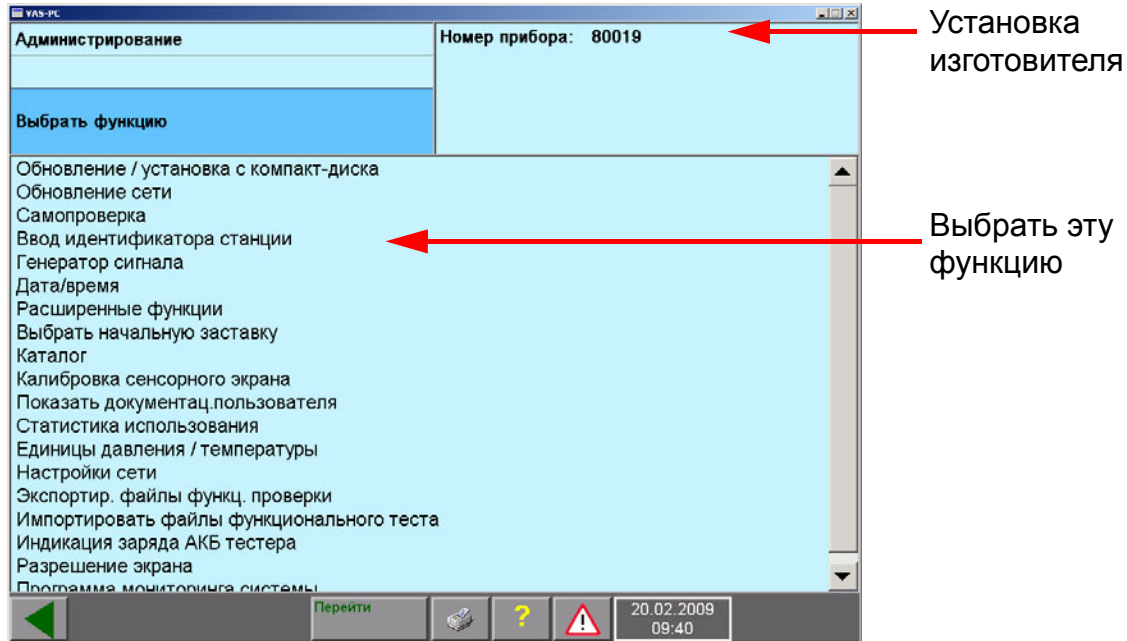 VAS-PC
Администрирование
Номер прибора: 80019
Установка
изготовителя
Выбрать функцию
Обновление / установка с компакт-диска
Обновление сети
Самопроверка
Ввод идентификатора станции
Выбрать эту
функцию
Генератор сигнала
Дата/время
Расширенные функции
Выбрать начальную заставку
Каталог
Калибровка сенсорного экрана
Показать документац.пользователя
Статистика использования
Единицы давления / температуры
Настройки сети
Экспортир. файлы функц. проверки
Импортировать файлы функционального теста
Индикация заряда АКБ тестера
Разрешение экрана
Программа мониторинга системы
Перейти
?
20.02.2009
09:40